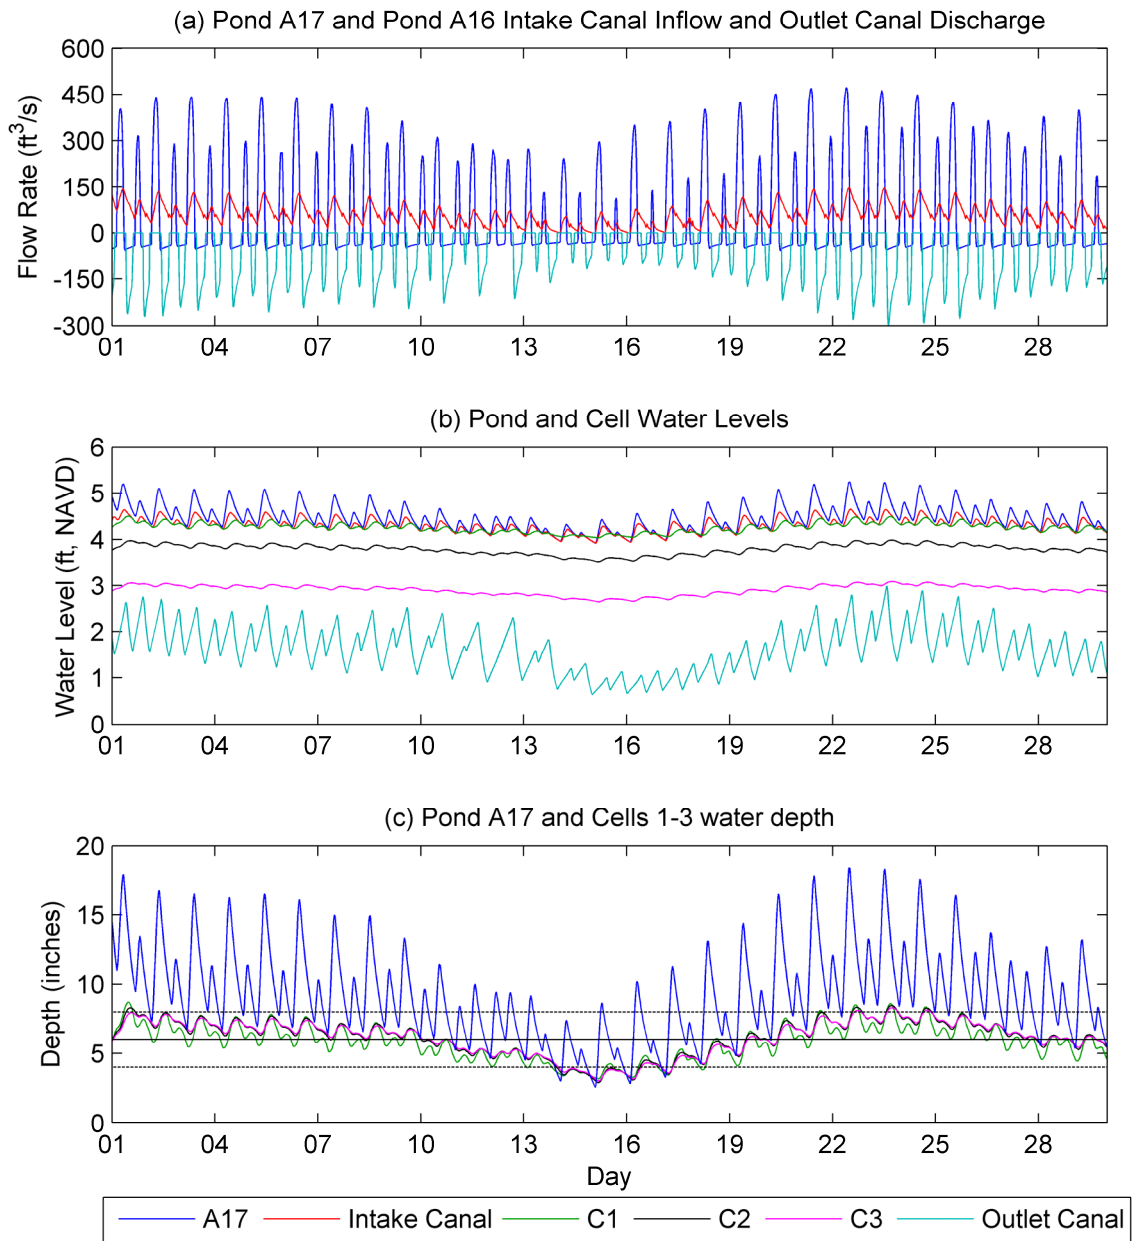 (a) Pond A17 and Pond A16 Intake Canal Inflow and Outlet Canal Discharge
Flow Rate (ft³/s)
600
450
300
150
0
-150
-300
01 04 07 10 13 16 19 22 25 28
(b) Pond and Cell Water Levels
Water Level (ft, NAVD)
6
5
4
3
2
1
0
01 04 07 10 13 16 19 22 25 28
(c) Pond A17 and Cells 1-3 water depth
Depth (inches)
20
15
10
5
0
01 04 07 10 13 16 19 22 25 28
Day
A17 Intake Canal C1 C2 C3 Outlet Canal